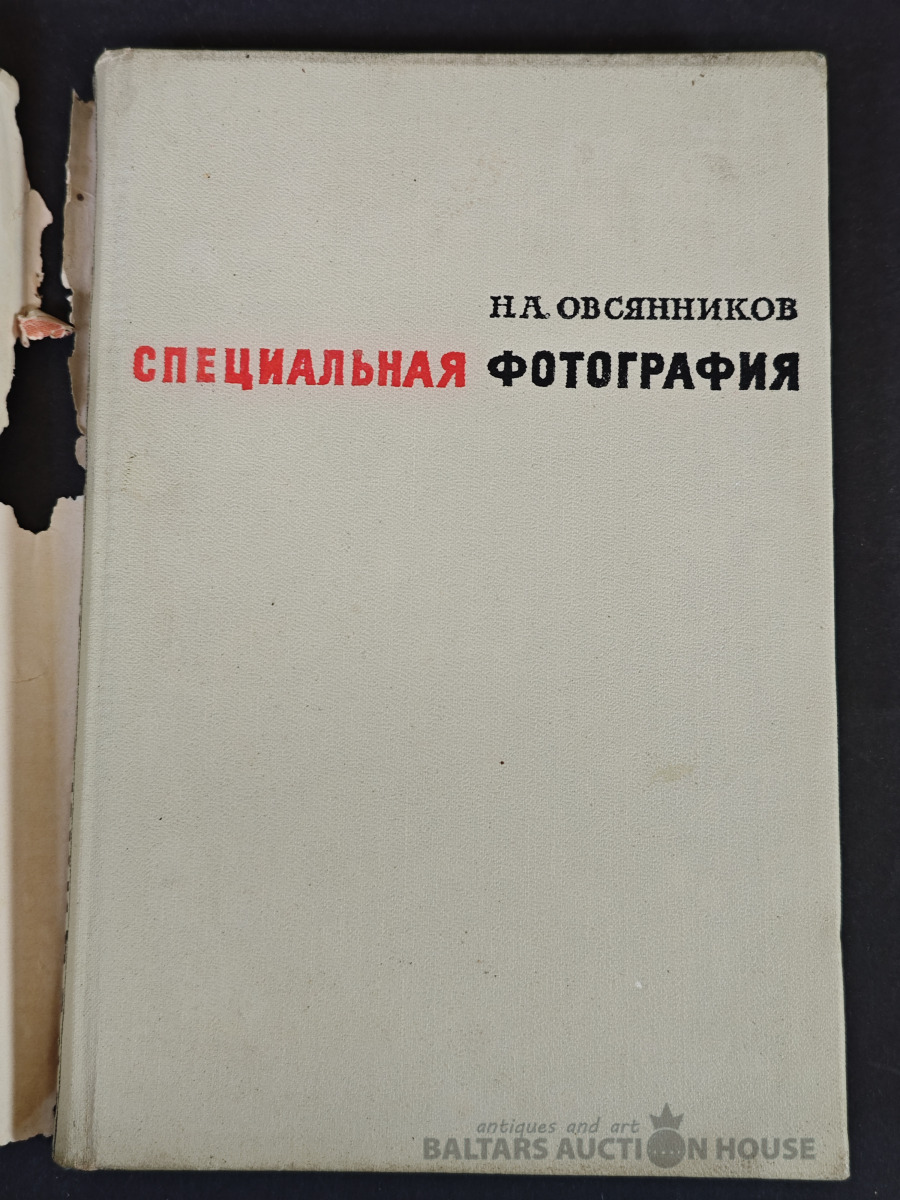 Н.А. ОВСЯННИКОВ
СПЕЦИАЛЬНАЯ ФОТОГРАФИЯ
antiques and art
BALTARS AUCTION HOUSE